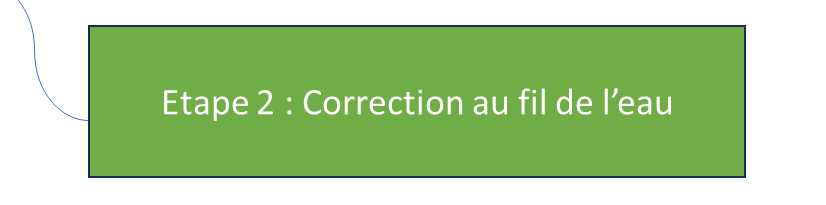 Etape 2 : Correction au fil de l’eau